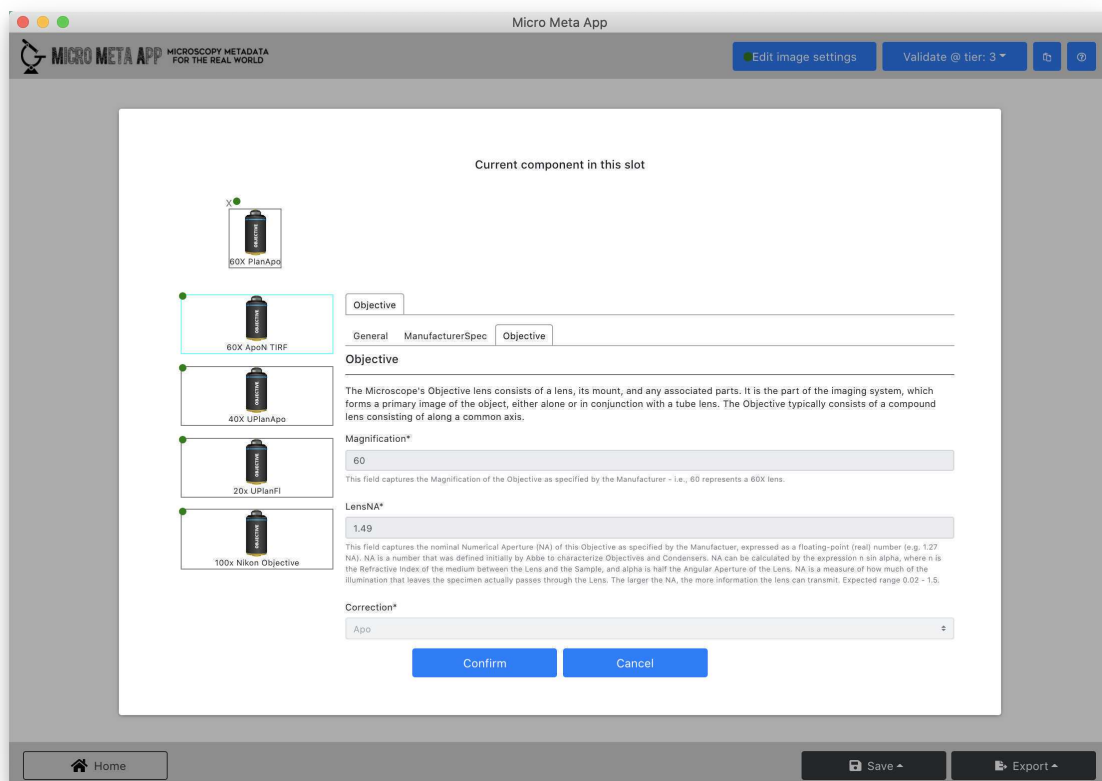 Micro Meta App
MICRO META APP MICROSCOPY METADATA
FOR THE REAL WORLD
Edit image settings
Validate @ tier: 3
Current component in this slot
X
OBJECTIVE
60X PlanApo
OBJECTIVE
60X ApoN TIRF
OBJECTIVE
40X UPlanApo
OBJECTIVE
20x UPlanFl
OBJECTIVE
100x Nikon Objective
Objective
General ManufacturerSpec Objective
Objective
The Microscope's Objective lens consists of a lens, its mount, and any associated parts. It is the part of the imaging system, which
forms a primary image of the object, either alone or in conjunction with a tube lens. The Objective typically consists of a compound
lens consisting of along a common axis.
Magnification*
60
This field captures the Magnification of the Objective as specified by the Manufacturer - i.e., 60 represents a 60X lens.
LensNA*
1.49
This field captures the nominal Numerical Aperture (NA) of this Objective as specified by the Manufactuer, expressed as a floating-point (real) number (e.g. 1.27
NA). NA is a number that was defined initially by Abbe to characterize Objectives and Condensers. NA can be calculated by the expression n sin alpha, where n is
the Refractive Index of the medium between the Lens and the Sample, and alpha is half the Angular Aperture of the Lens. NA is a measure of how much of the
illumination that leaves the specimen actually passes through the Lens. The larger the NA, the more information the lens can transmit. Expected range 0.02 - 1.5.
Correction*
Apo
Confirm
Cancel
Home
Save
Export